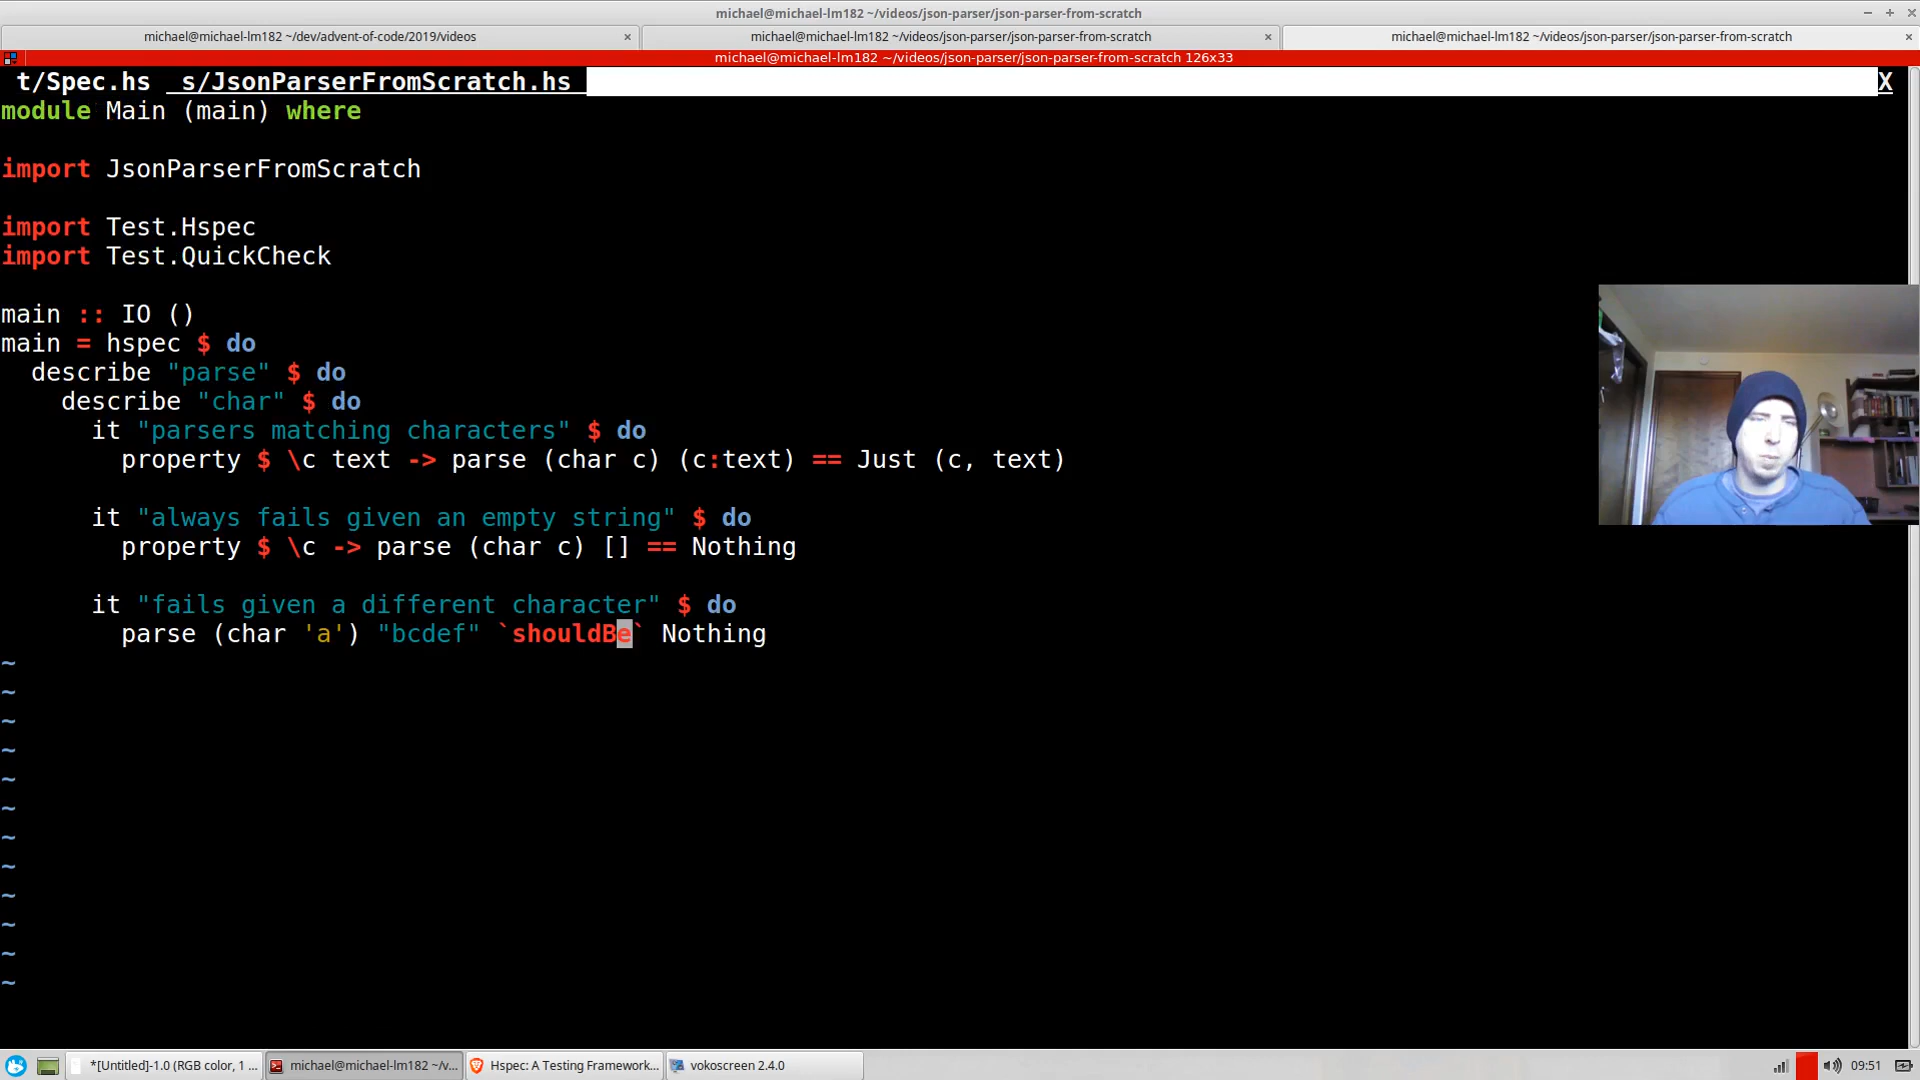 michael@michael-lm182 ~/videos/json-parser/json-parser-from-scratch
michael@michael-lm182 ~/dev/advent-of-code/2019/videos × michael@michael-lm182 ~/videos/json-parser/json-parser-from-scratch × michael@michael-lm182 ~/videos/json-parser/json-parser-from-scratch ×
michael@michael-lm182 ~/videos/json-parser/json-parser-from-scratch 126x33
t/Spec.hs s/JsonParserFromScratch.hs X
module Main (main) where
import JsonParserFromScratch
import Test.Hspec
import Test.QuickCheck
main :: IO ()
main = hspec $ do
  describe "parse" $ do
    describe "char" $ do
      it "parsers matching characters" $ do
        property $ \c text -> parse (char c) (c:text) == Just (c, text)
      it "always fails given an empty string" $ do
        property $ \c -> parse (char c) [] == Nothing
      it "fails given a different character" $ do
        parse (char 'a') "bcdef" `shouldBe` Nothing
~
~
~
~
~
~
~
~
~
~
~
~
*[Untitled]-1.0 (RGB color, 1 ... michael@michael-lm182 ~/v... Hspec: A Testing Framework... vokoscreen 2.4.0 09:51